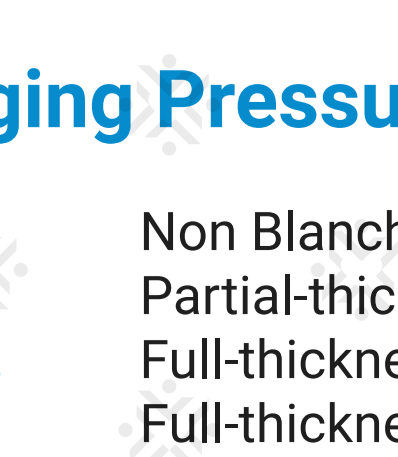 ging Pressu
Non Blanch
Partial-thic
Full-thickne
Full-thickne